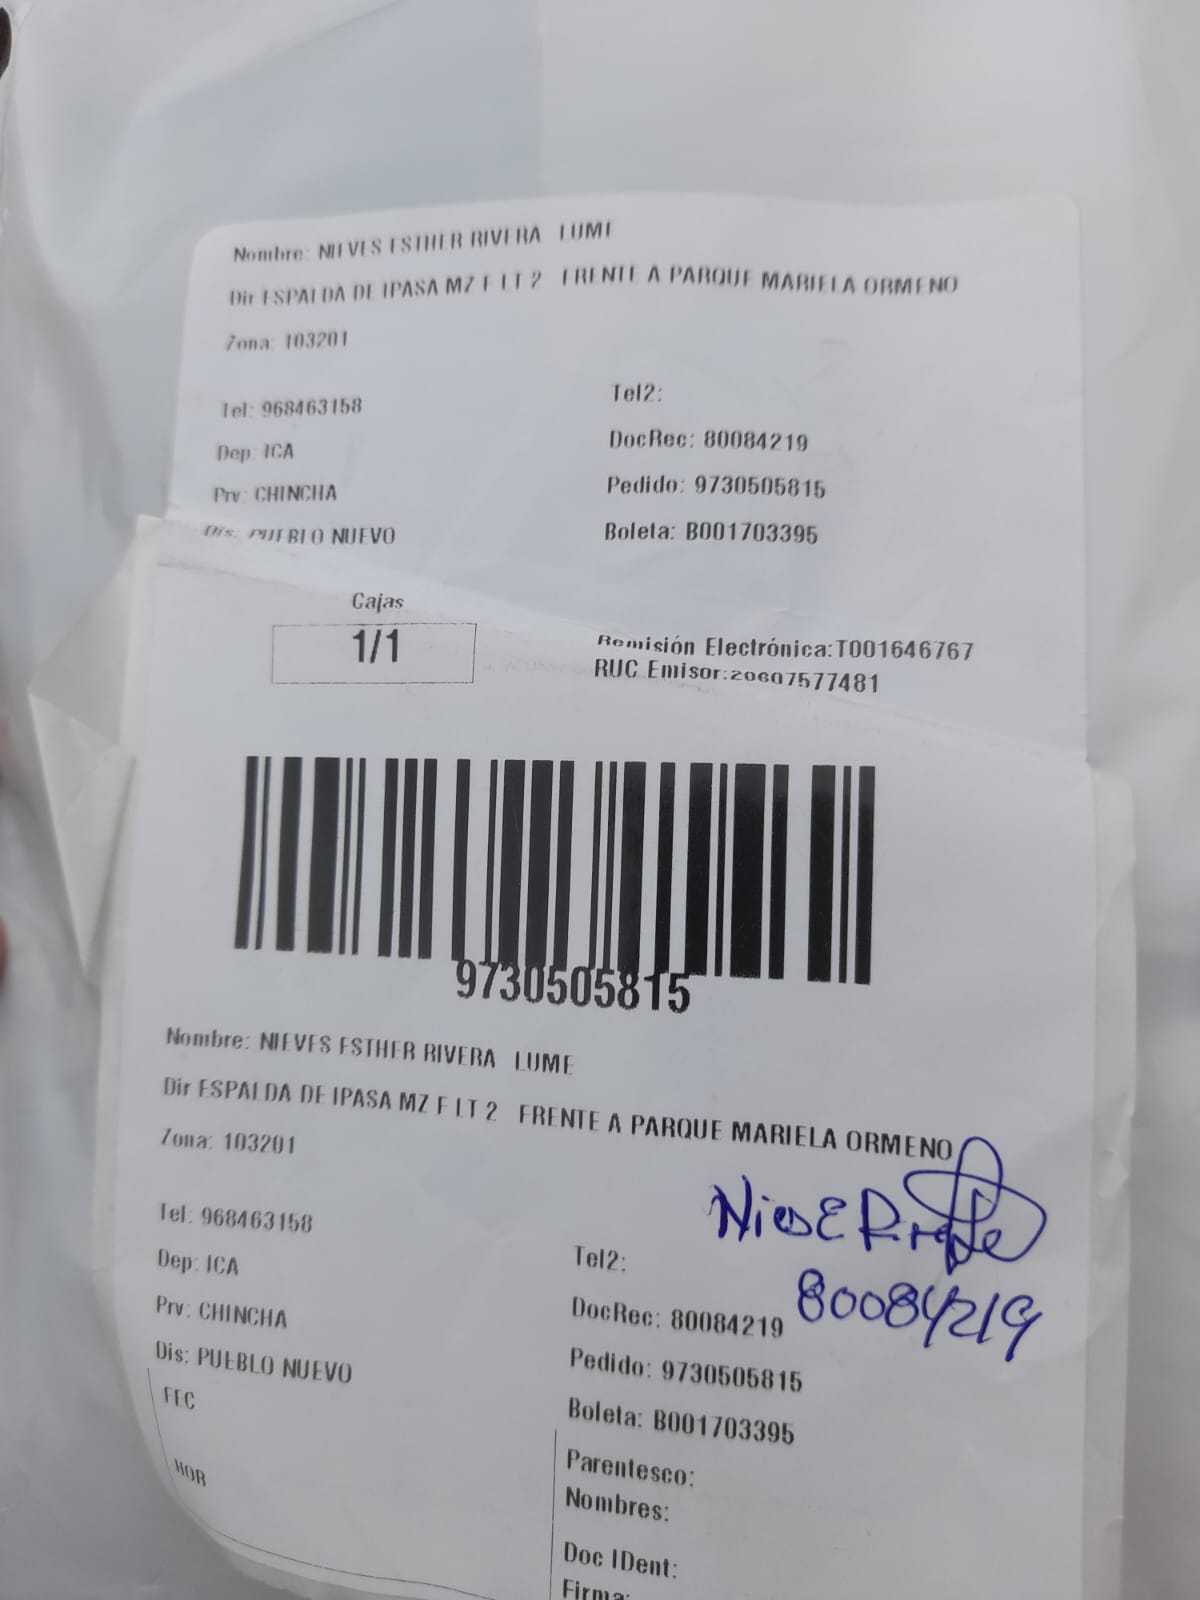 Nombre: NIEVES ESTHER RIVERA LUME
Dir ESPALDA DE IPASA MZ F LT 2 FRENTE A PARQUE MARIELA ORMENO
Zona: 103201
Tel: 968463158
Tel2:
Dep: ICA
DocRec: 80084219
Prv: CHINCHA
Pedido: 9730505815
Dis: PUEBLO NUEVO
Boleta: B001703395
Cajas
1/1
Remisión Electrónica:T001646767
RUC Emisor:20607577481
9730505815
Nombre: NIEVES ESTHER RIVERA LUME
Dir ESPALDA DE IPASA MZ F LT 2 FRENTE A PARQUE MARIELA ORMENO
Zona: 103201
Tel: 968463158
Tel2:
80084219
Dep: ICA
DocRec: 80084219
Prv: CHINCHA
Pedido: 9730505815
Dis: PUEBLO NUEVO
Boleta: B001703395
FEC
Parentesco:
HOR
Nombres:
Doc IDent:
Firma: